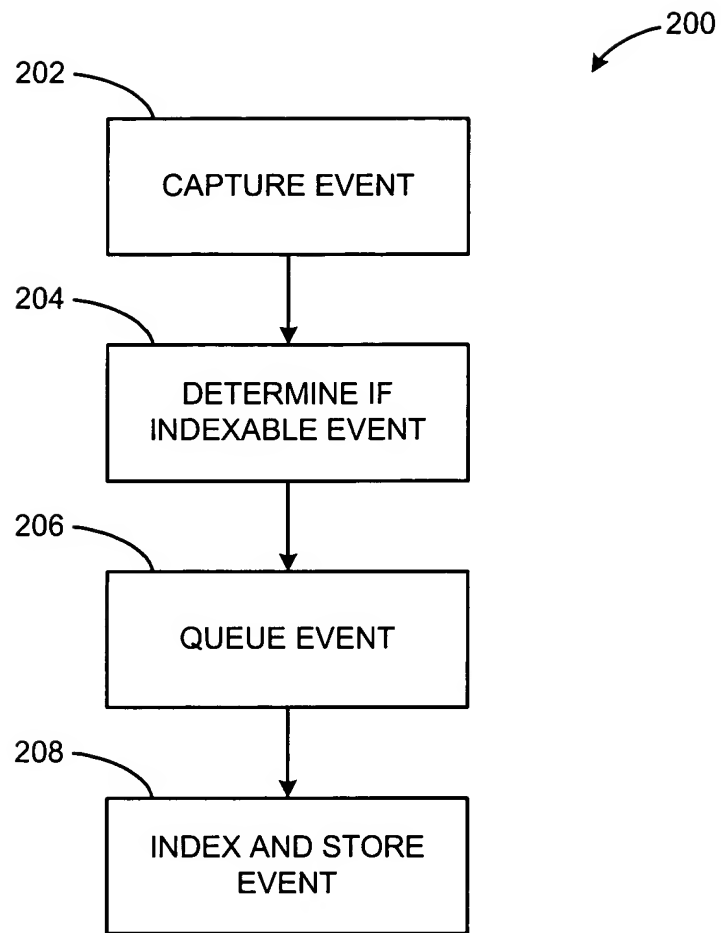 200
202
CAPTURE EVENT
204
DETERMINE IF
INDEXABLE EVENT
206
QUEUE EVENT
208
INDEX AND STORE
EVENT